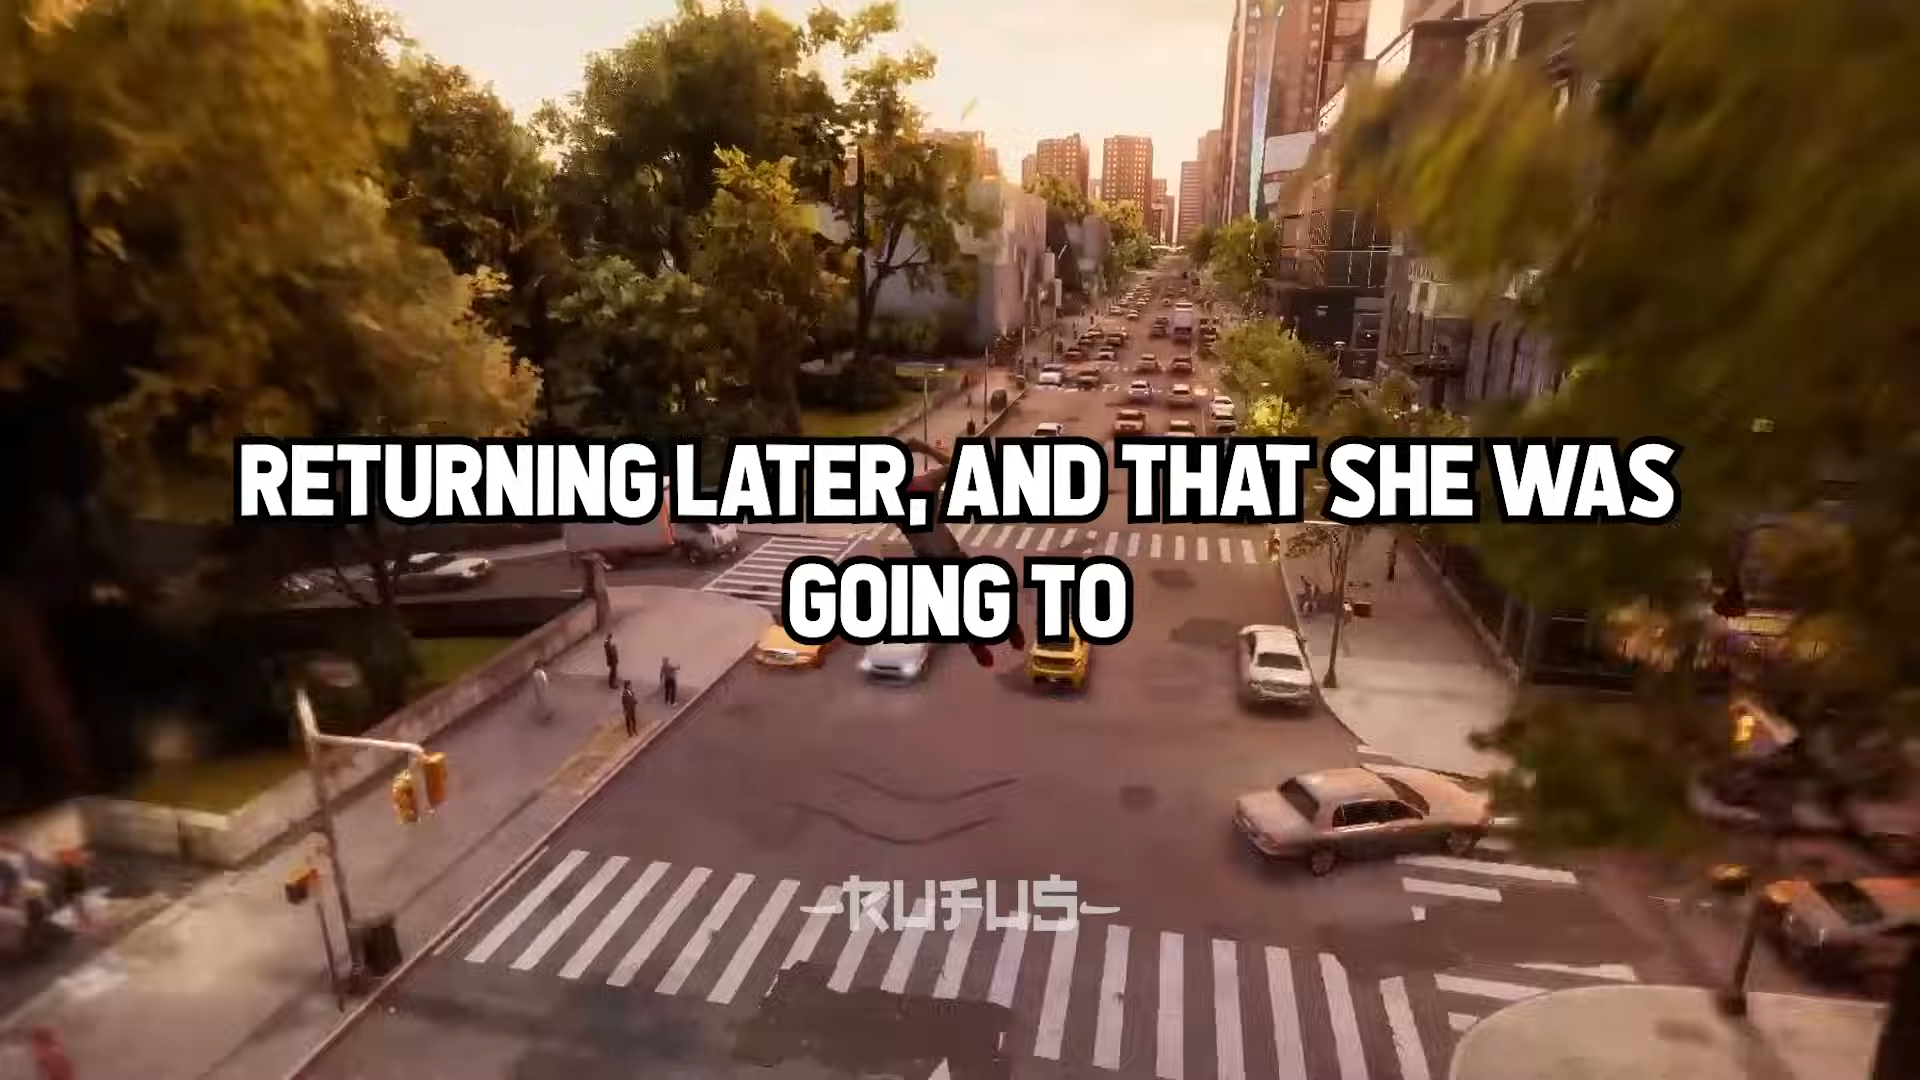 RETURNING LATER, AND THAT SHE WAS
GOING TO
-RUFUS-